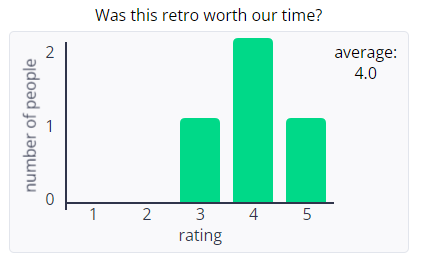 Was this retro worth our time?
average:
4.0
number of people
2
1
0
1 2 3 4 5
rating